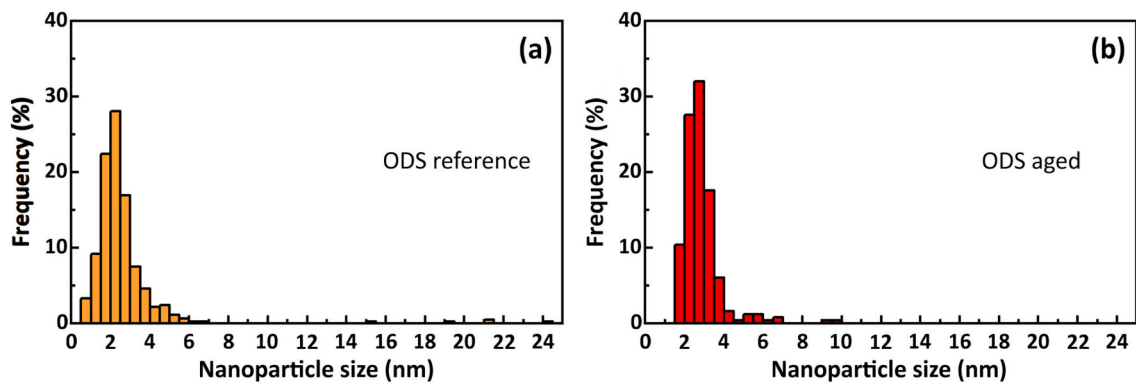 (a)
ODS reference
Frequency (%)
40
30
20
10
0
0 2 4 6 8 10 12 14 16 18 20 22 24
Nanoparticle size (nm)
(b)
ODS aged
Frequency (%)
40
30
20
10
0
0 2 4 6 8 10 12 14 16 18 20 22 24
Nanoparticle size (nm)